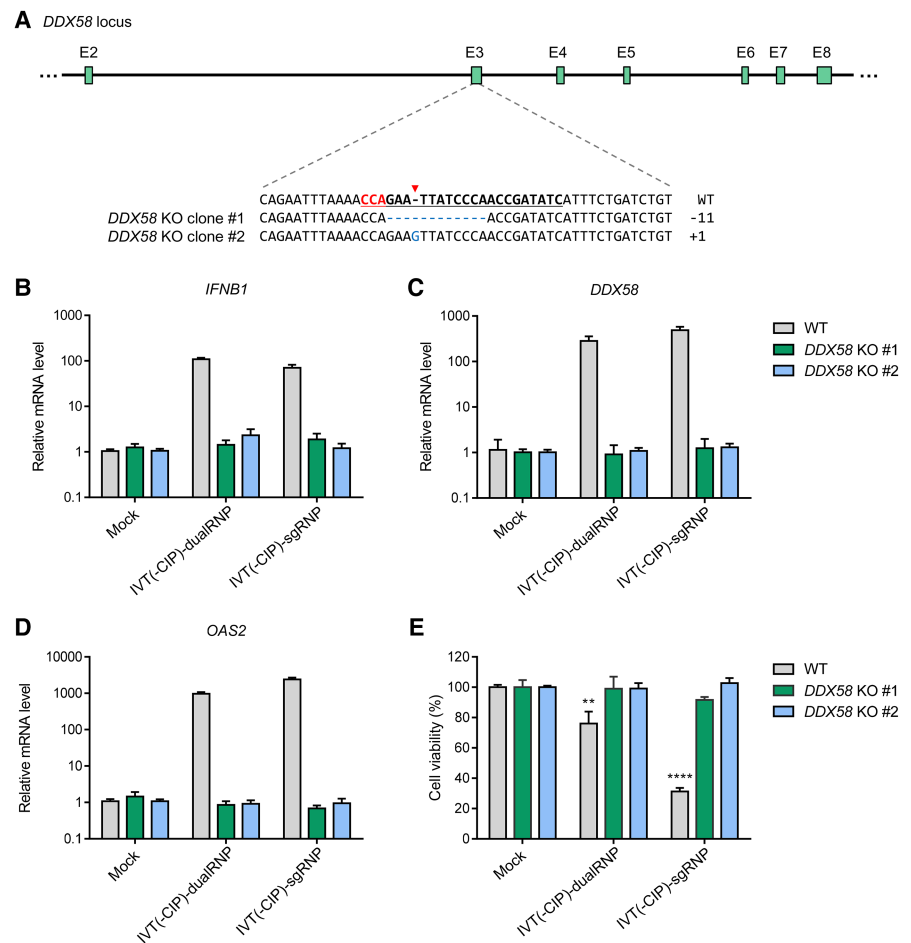 A DDX58 locus
E2 E3 E4 E5 E6 E7 E8
... ...
CAGAATTTAAAACCAGAA-TTATCCCAACCGATATCATTTCTGATCTGT WT
DDX58 KO clone #1 CAGAATTTAAAACCA------------ACCGATATCATTTCTGATCTGT -11
DDX58 KO clone #2 CAGAATTTAAAACCAGAAGTTATCCCAACCGATATCATTTCTGATCTGT +1
B IFNB1
Relative mRNA level
1000
100
10
1
0.1
Mock
IVT(-CIP)-dualRNP
IVT(-CIP)-sgRNP
C DDX58
Relative mRNA level
1000
100
10
1
0.1
Mock
IVT(-CIP)-dualRNP
IVT(-CIP)-sgRNP
WT
DDX58 KO #1
DDX58 KO #2
D OAS2
Relative mRNA level
10000
1000
100
10
1
0.1
Mock
IVT(-CIP)-dualRNP
IVT(-CIP)-sgRNP
E
Cell viability (%)
120
100
80
60
40
20
0
**
****
Mock
IVT(-CIP)-dualRNP
IVT(-CIP)-sgRNP
WT
DDX58 KO #1
DDX58 KO #2